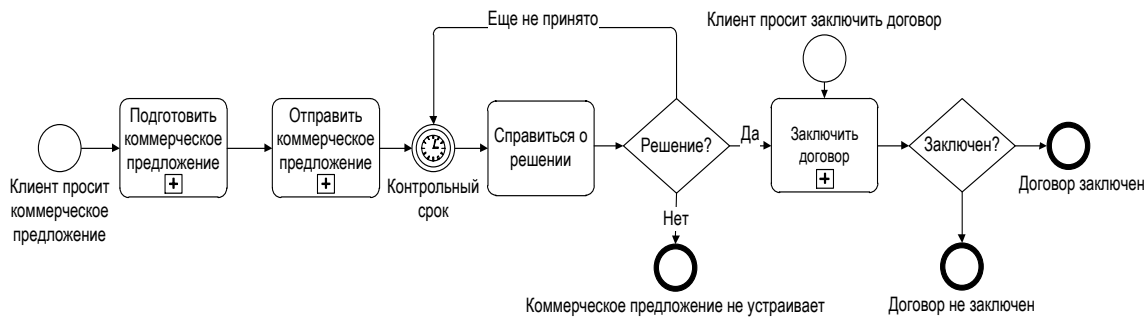 Еще не принято
Клиент просит заключить договор
Подготовить
коммерческое
предложение
Отправить
коммерческое
предложение
Справиться о
решении
Решение?
Да
Заключить
договор
Заключен?
Клиент просит
коммерческое
предложение
Контрольный
срок
Нет
Договор заключен
Коммерческое предложение не устраивает
Договор не заключен